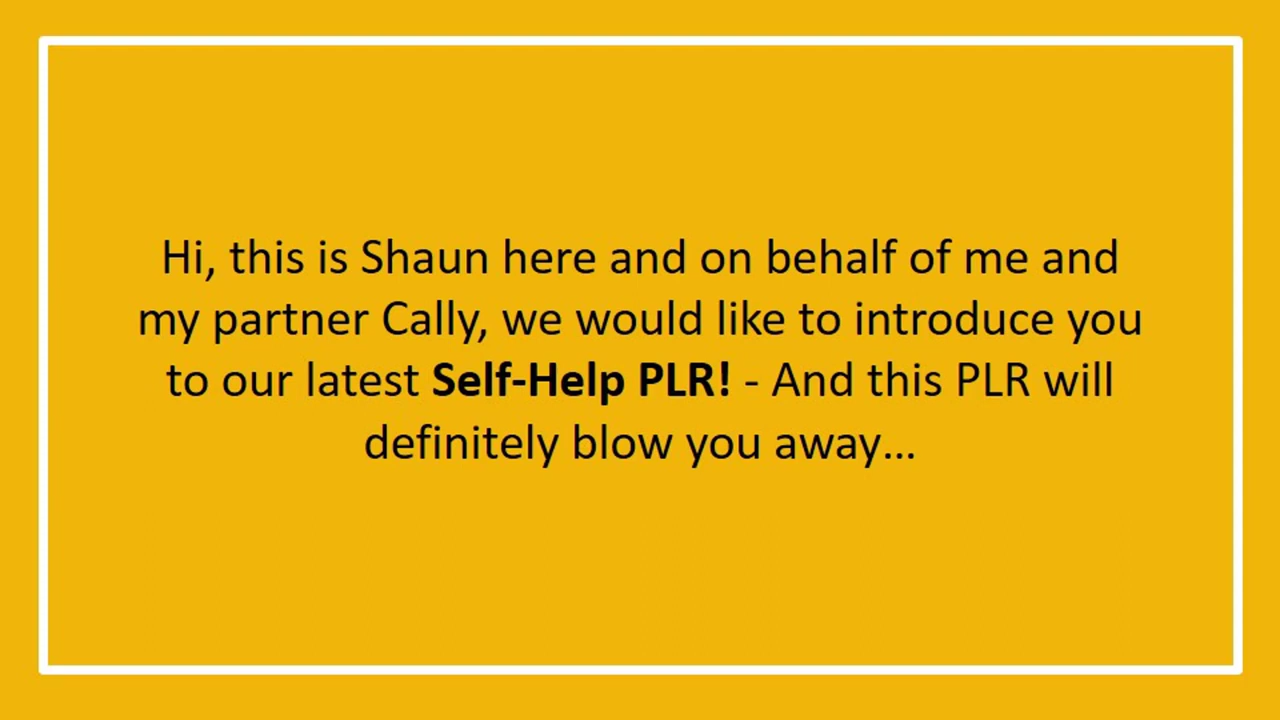 Hi, this is Shaun here and on behalf of me and
my partner Cally, we would like to introduce you
to our latest Self-Help PLR! - And this PLR will
definitely blow you away...